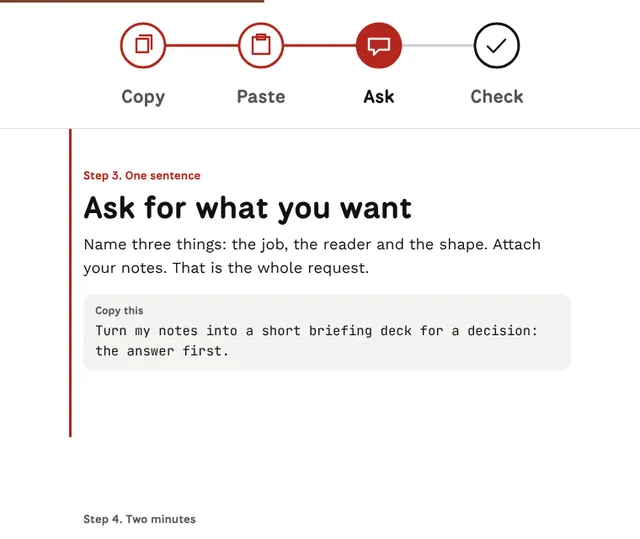 Copy
Paste
Ask
Check
Step 3. One sentence
Ask for what you want
Name three things: the job, the reader and the shape. Attach
your notes. That is the whole request.
Copy this
Turn my notes into a short briefing deck for a decision:
the answer first.
Step 4. Two minutes